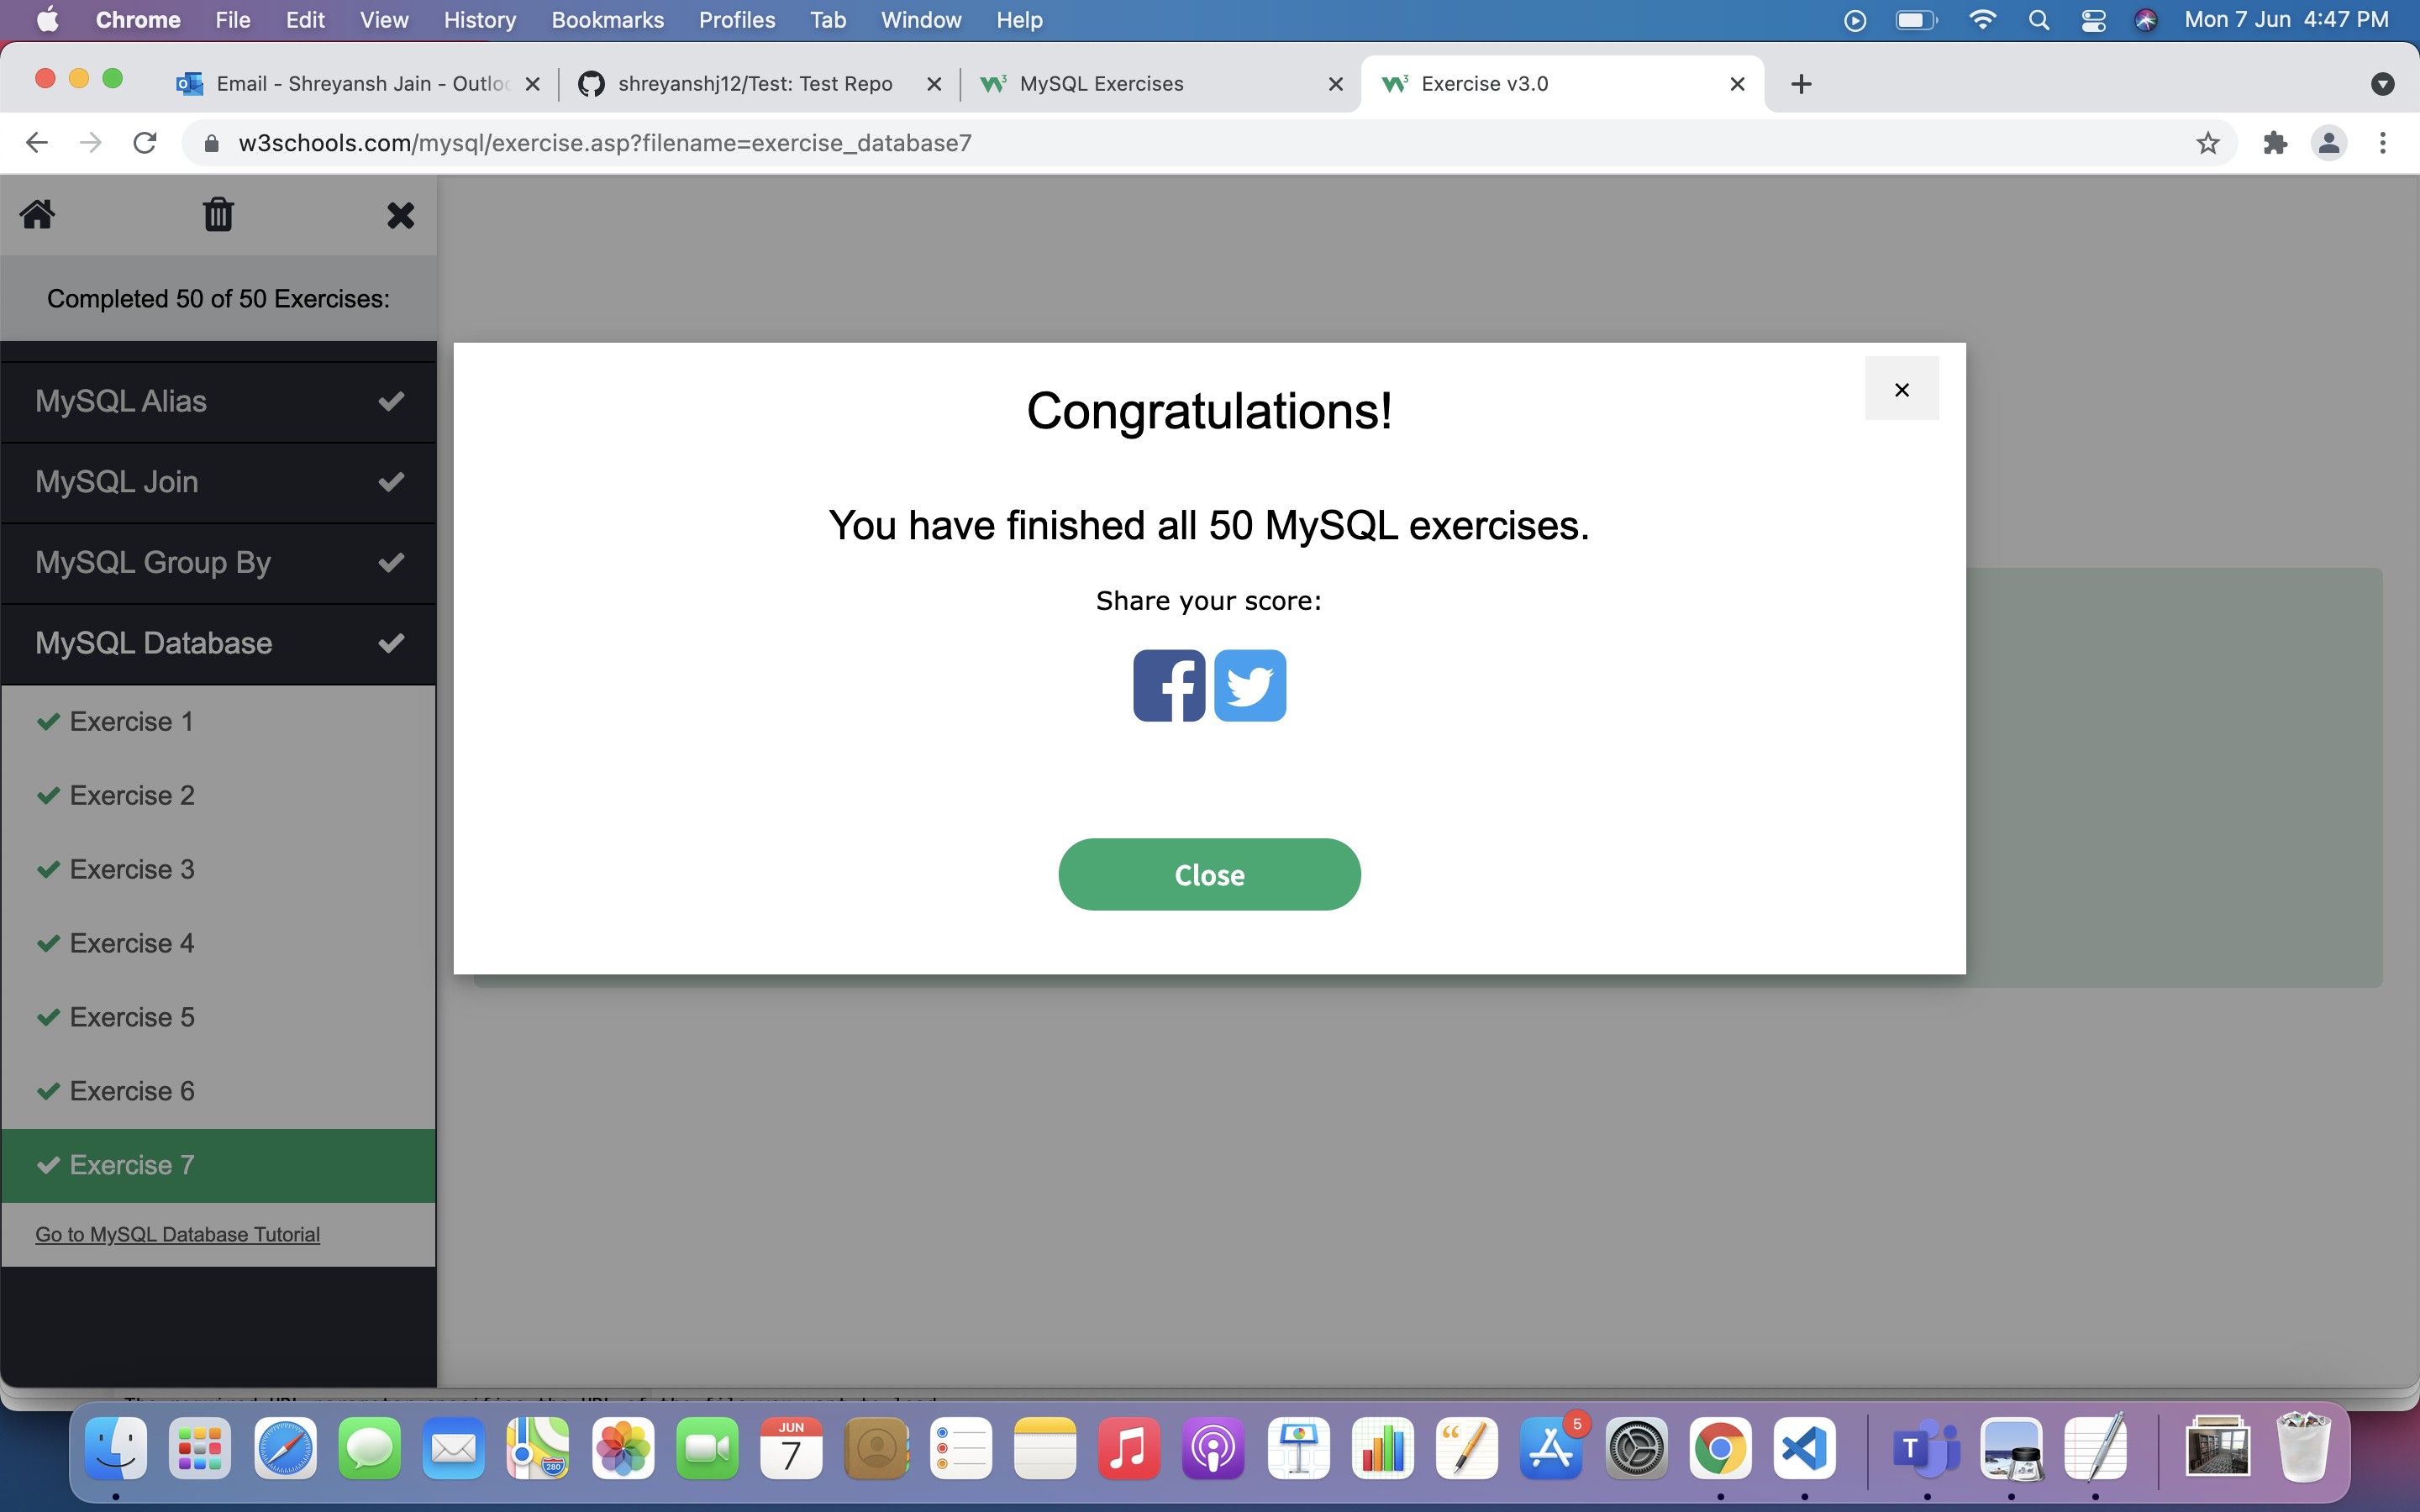 Chrome File Edit View History Bookmarks Profiles Tab Window Help Mon 7 Jun 4:47 PM
Email - Shreyansh Jain - Outlo shreyanshj12/Test: Test Repo MySQL Exercises Exercise v3.0
w3schools.com/mysql/exercise.asp?filename=exercise_database7
Completed 50 of 50 Exercises:
MySQL Alias
MySQL Join
MySQL Group By
MySQL Database
Exercise 1
Exercise 2
Exercise 3
Exercise 4
Exercise 5
Exercise 6
Exercise 7
Go to MySQL Database Tutorial
Congratulations!
You have finished all 50 MySQL exercises.
Share your score:
Close
JUN
7
280
5
T